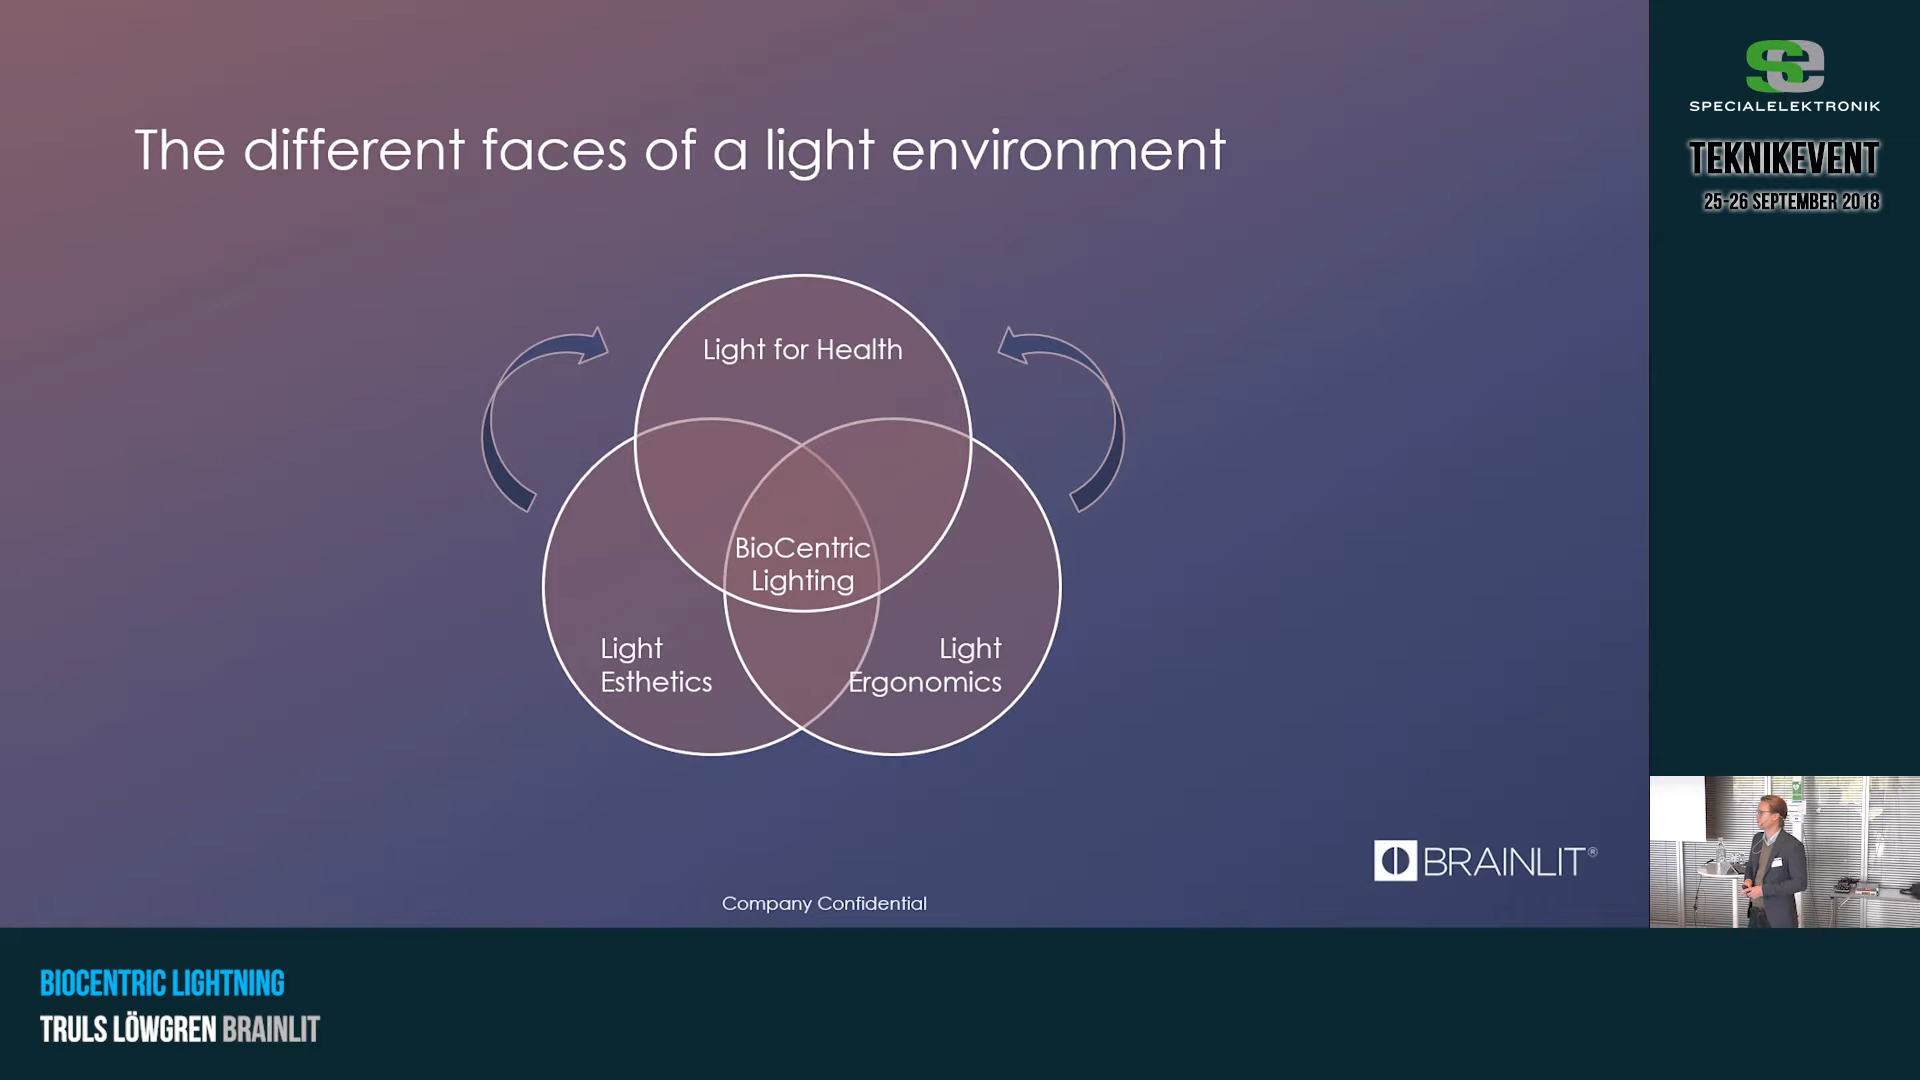 The different faces of a light environment
Light for Health
BioCentric
Lighting
Light
Esthetics
Light
Ergonomics
BRAINLIT®
Company Confidential
se
SPECIALELEKTRONIK
TEKNIKEVENT
25-26 SEPTEMBER 2018
BIOCENTRIC LIGHTNING
TRULS LÖWGREN BRAINLIT